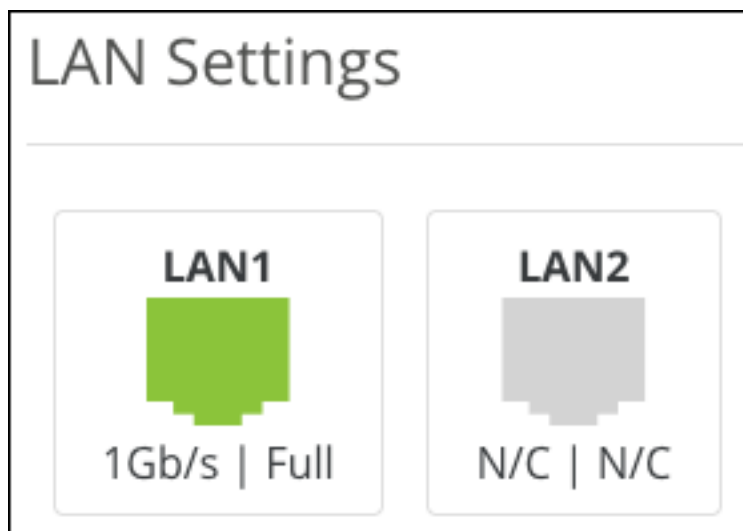 LAN Settings
LAN1
LAN2
1Gb/s | Full
N/C | N/C